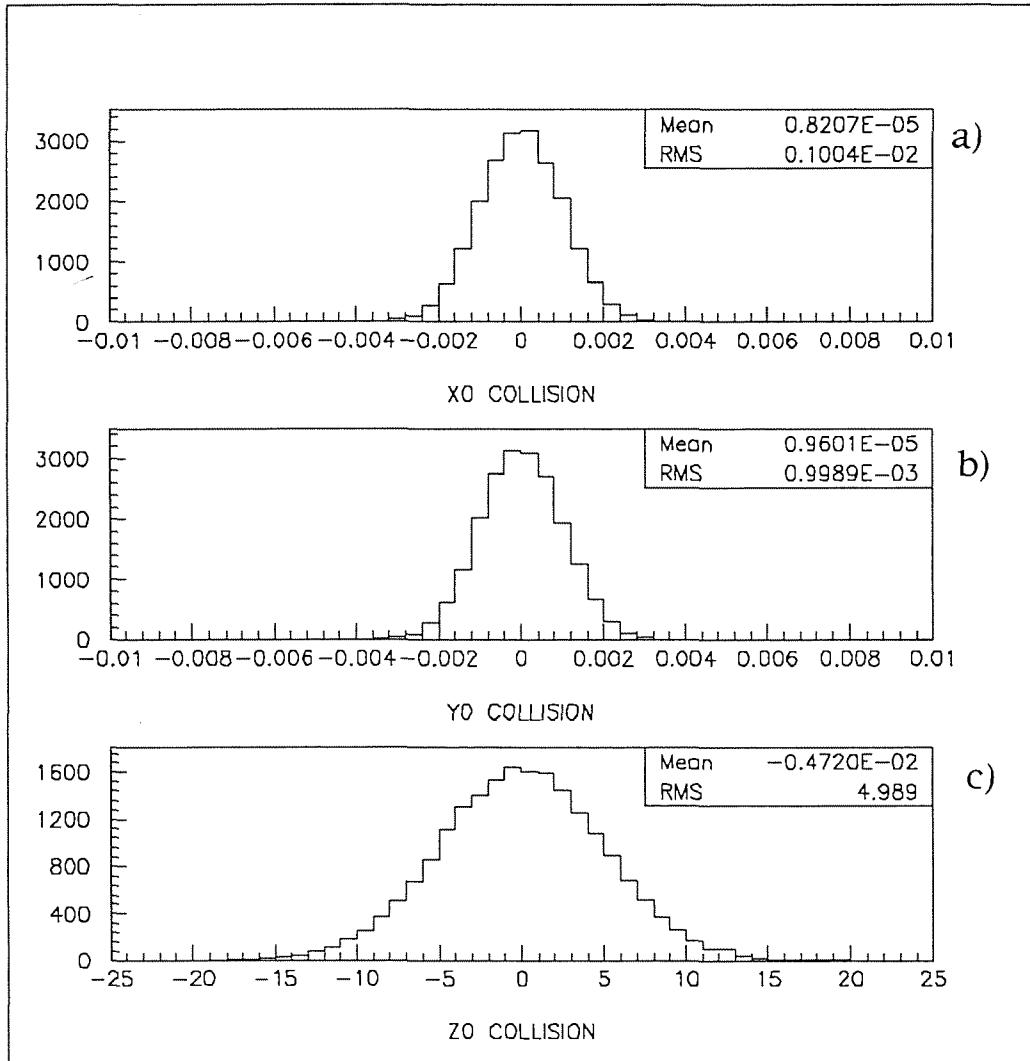 Mean 0.8207E-05
RMS 0.1004E-02
a)
3000
2000
1000
0
-0.01 -0.008 -0.006 -0.004 -0.002 0 0.002 0.004 0.006 0.008 0.01
X0 COLLISION
Mean 0.9601E-05
RMS 0.9989E-03
b)
3000
2000
1000
0
-0.01 -0.008 -0.006 -0.004 -0.002 0 0.002 0.004 0.006 0.008 0.01
Y0 COLLISION
Mean -0.4720E-02
RMS 4.989
c)
1600
1200
800
400
0
-25 -20 -15 -10 -5 0 5 10 15 20 25
Z0 COLLISION